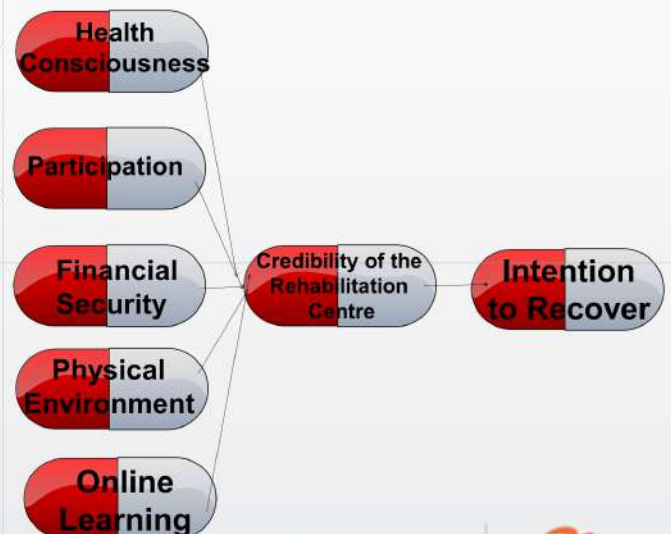 Health
Consciousness
Participation
Financial
Security
Physical
Environment
Online
Learning
Credibility of the
Rehabilitation
Centre
Intention
to Recover